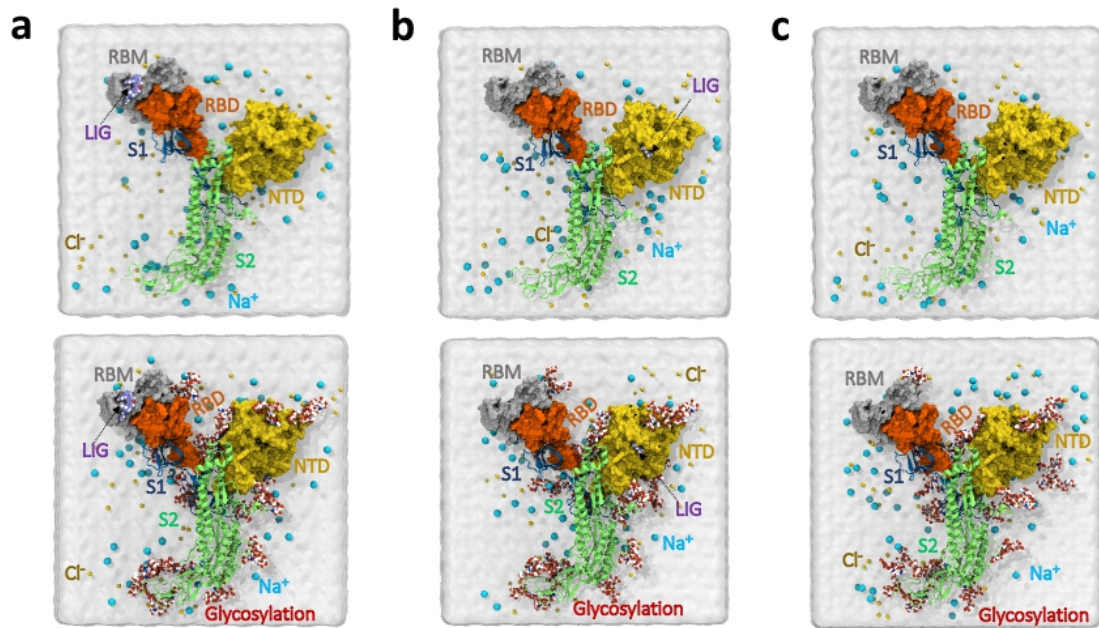 a
b
c
RBM
LIG
RBD
S1
NTD
Cl⁻
S2
Na⁺
RBM
LIG
RBD
S1
NTD
Cl⁻
Na⁺
S2
RBM
RBD
S1
NTD
Na⁺
Cl⁻
S2
RBM
RBD
LIG
S1
NTD
S2
Cl⁻
Na⁺
Glycosylation
RBM
Cl⁻
RBD
NTD
S1
S2
LIG
Na⁺
Glycosylation
RBM
RBD
NTD
S1
S2
Cl⁻
Na⁺
Glycosylation